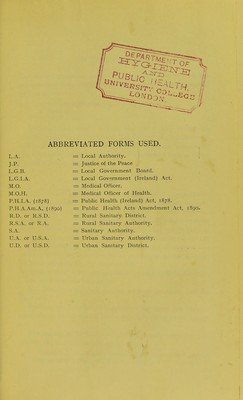 DEPARTMENT OF
HYGIENE
AND
PUBLIC HEALTH,
UNIVERSITY COLLEGE
LONDON.
ABBREVIATED FORMS USED.
L.A. = Local Authority.
J.P. = Justice of the Peace
L.G.B. = Local Government Board.
L.G.I.A. = Local Government (Ireland) Act.
M.O. = Medical Officer.
M.O.H. = Medical Officer of Health.
P.H.I.A. (1878) = Public Health (Ireland) Act, 1878.
P.H.A.Am.A. (1890) = Public Health Acts Amendment Act, 1890.
R.D. or R.S.D. = Rural Sanitary District.
R.S.A. or R.A. = Rural Sanitary Authority.
S.A. = Sanitary Authority.
U.A. or U.S.A. = Urban Sanitary Authority.
U.D. or U.S.D. = Urban Sanitary District.